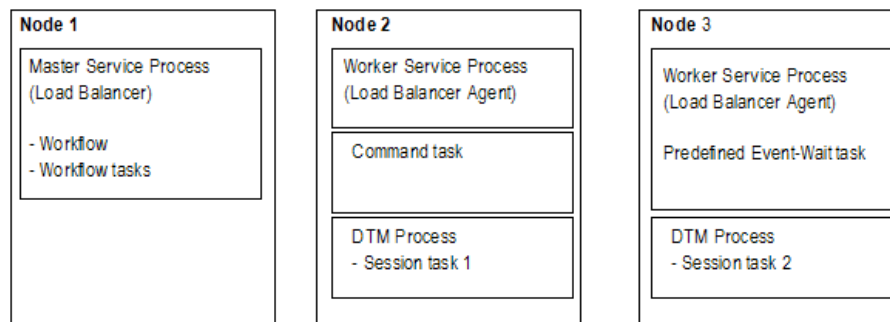 Node 1
Master Service Process
(Load Balancer)
- Workflow
- Workflow tasks
Node 2
Worker Service Process
(Load Balancer Agent)
Command task
DTM Process
- Session task 1
Node 3
Worker Service Process
(Load Balancer Agent)
Predefined Event-Wait task
DTM Process
- Session task 2